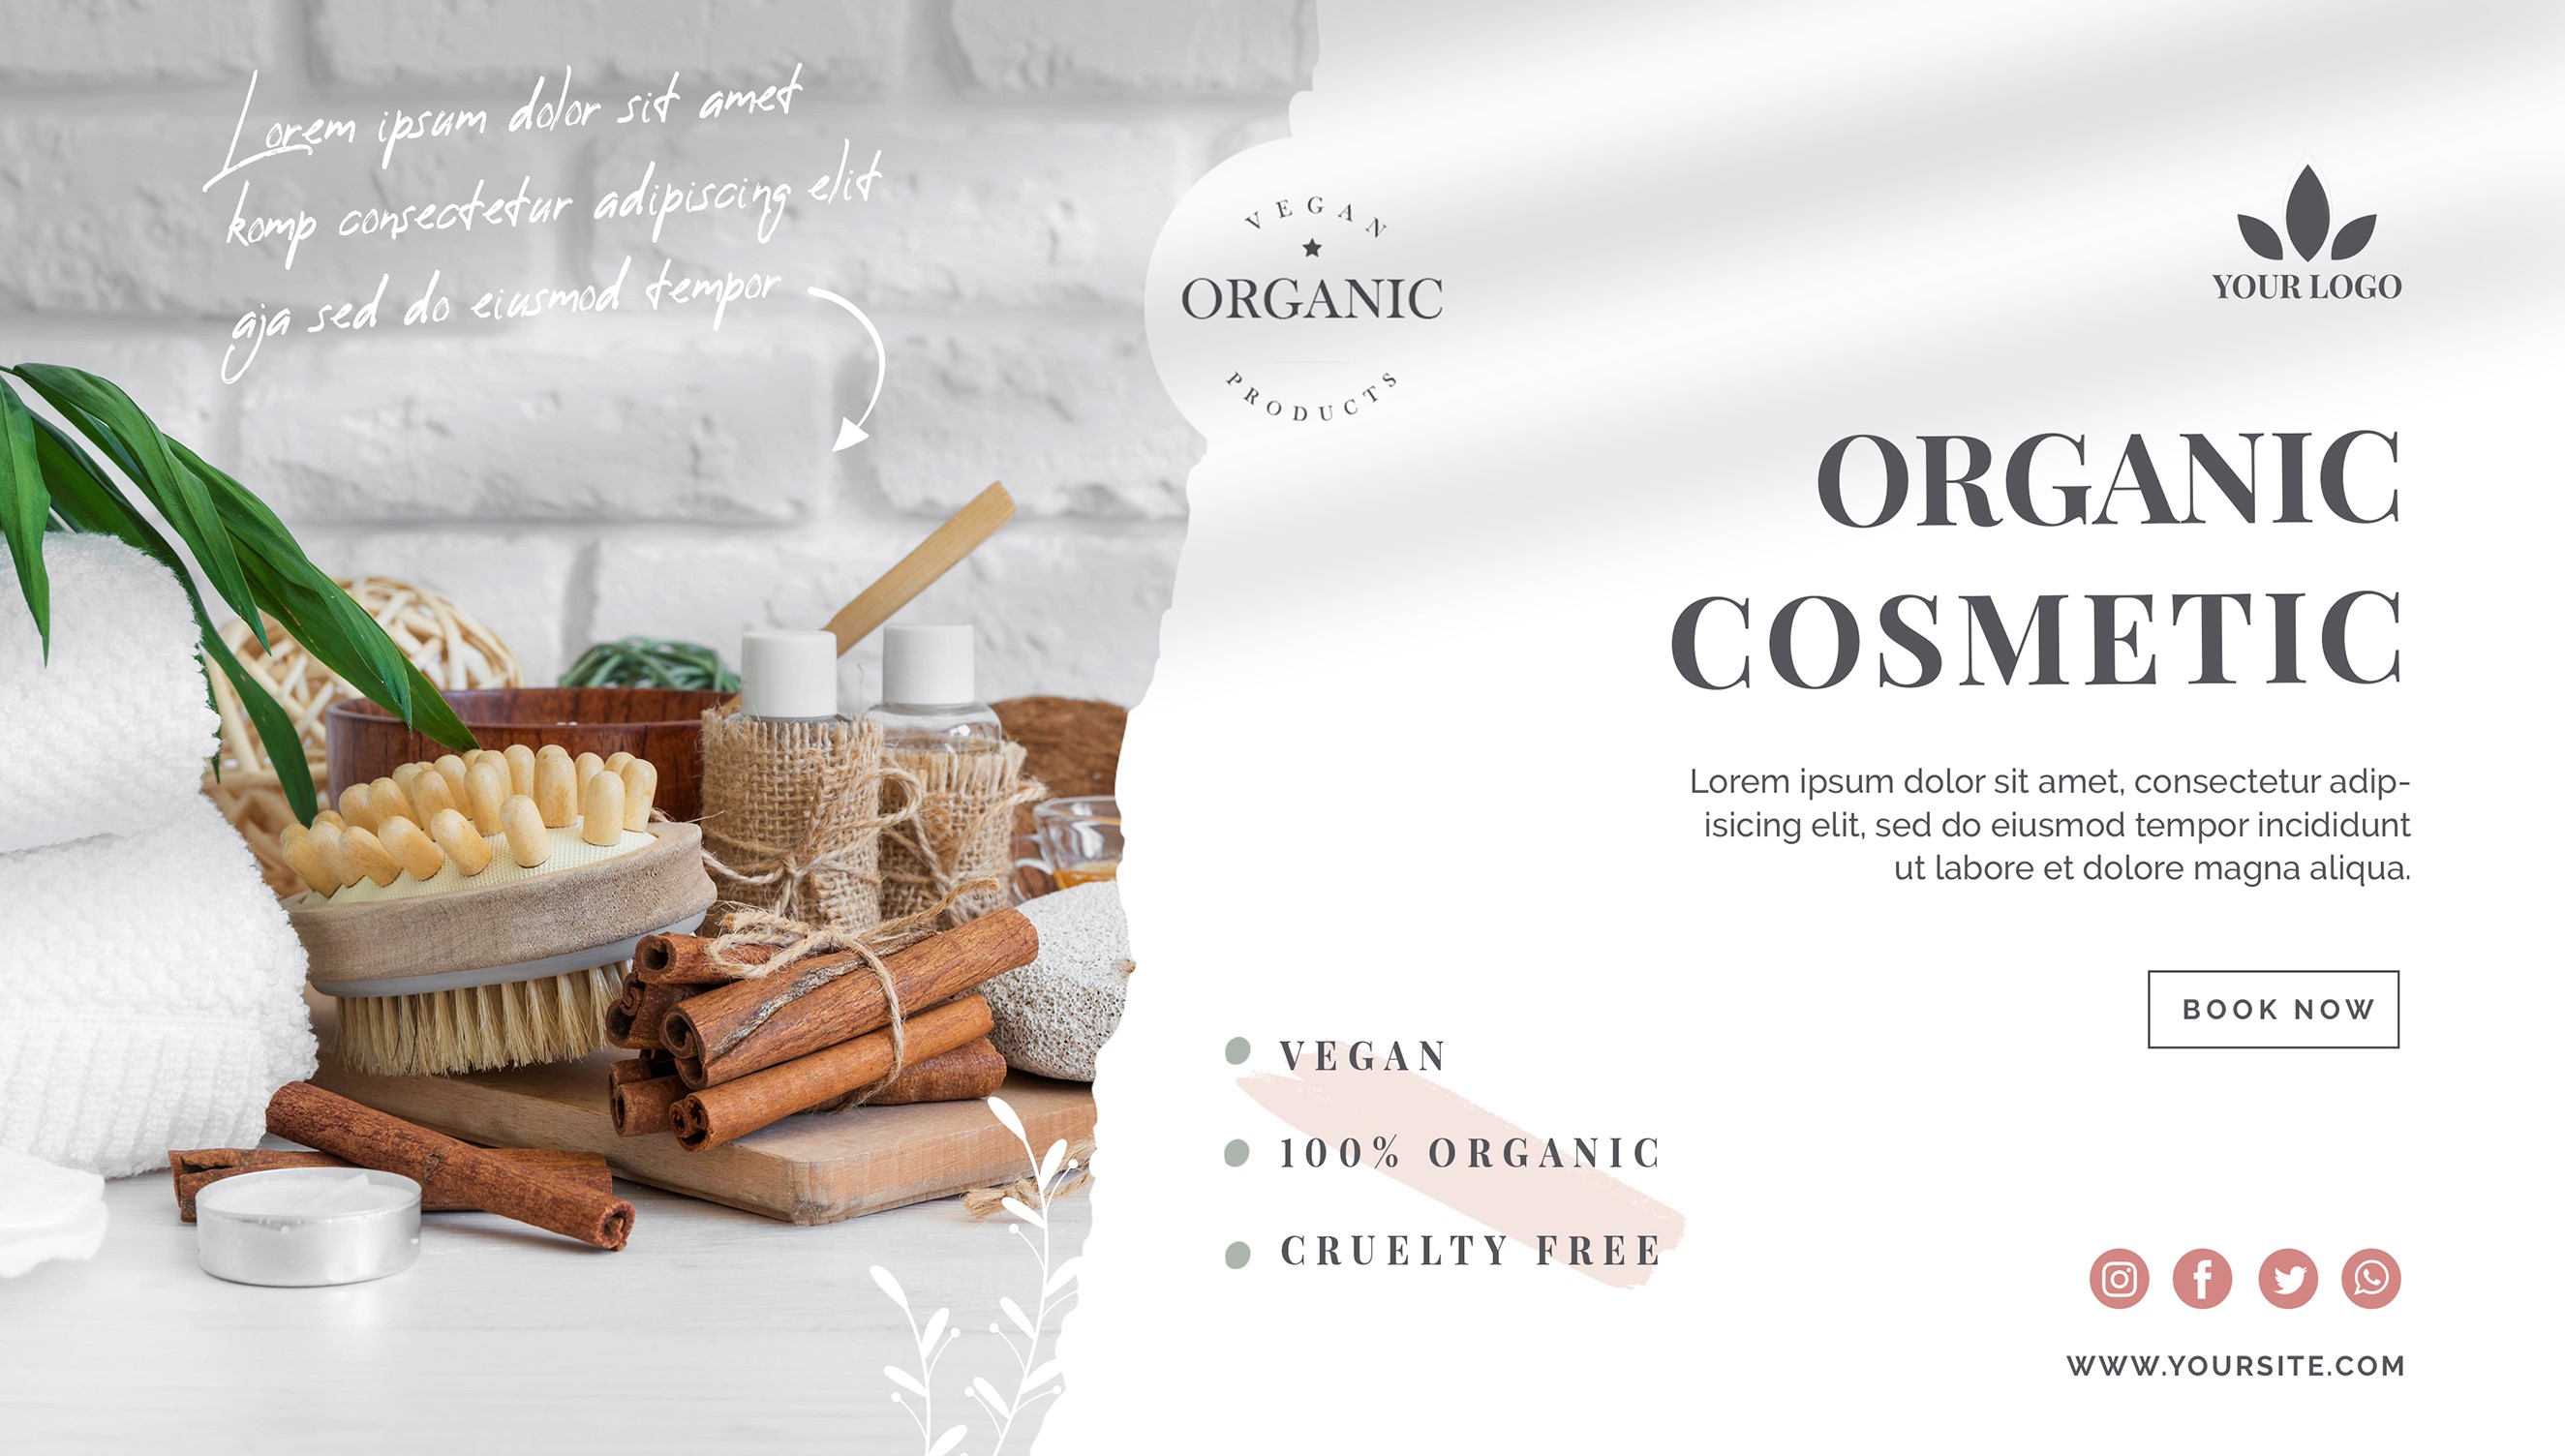 Lorem ipsum dolor sit amet
komp consectetur adipiscing elit
aja sed do eiusmod tempor
VEGAN
ORGANIC
PRODUCTS
YOUR LOGO
ORGANIC
COSMETIC
Lorem ipsum dolor sit amet, consectetur adip-
isicing elit, sed do eiusmod tempor incididunt
ut labore et dolore magna aliqua.
BOOK NOW
VEGAN
100% ORGANIC
CRUELTY FREE
WWW.YOURSITE.COM